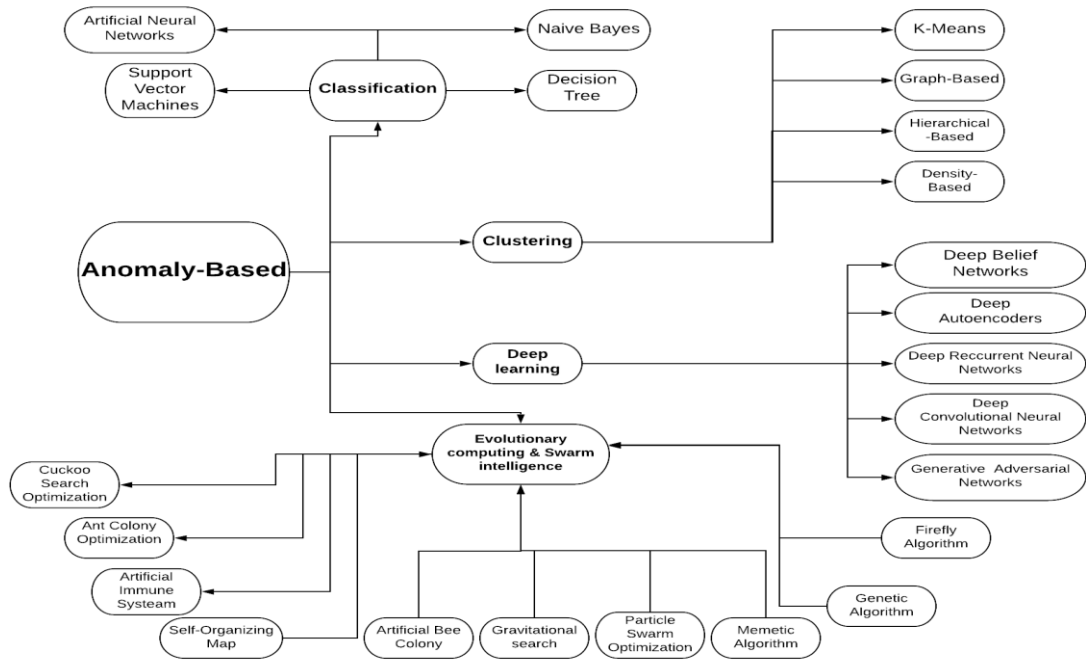 Artificial Neural
Networks
Naive Bayes
K-Means
Support
Vector
Machines
Classification
Decision
Tree
Graph-Based
Hierarchical
-Based
Density-
Based
Clustering
Anomaly-Based
Deep Belief
Networks
Deep
Autoencoders
Deep
learning
Deep Reccurrent Neural
Networks
Deep
Convolutional Neural
Networks
Evolutionary
computing & Swarm
intelligence
Generative Adversarial
Networks
Cuckoo
Search
Optimization
Ant Colony
Optimization
Firefly
Algorithm
Artificial
Immune
Systeam
Genetic
Algorithm
Self-Organizing
Map
Artificial Bee
Colony
Gravitational
search
Particle
Swarm
Optimization
Memetic
Algorithm